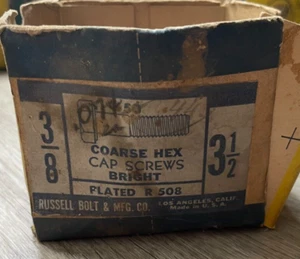 3/8
COARSE HEX
CAP SCREWS
BRIGHT
PLATED R 508
3 1/2
RUSSELL BOLT & MFG. CO.
LOS ANGELES, CALIF.
Made in U. S. A.